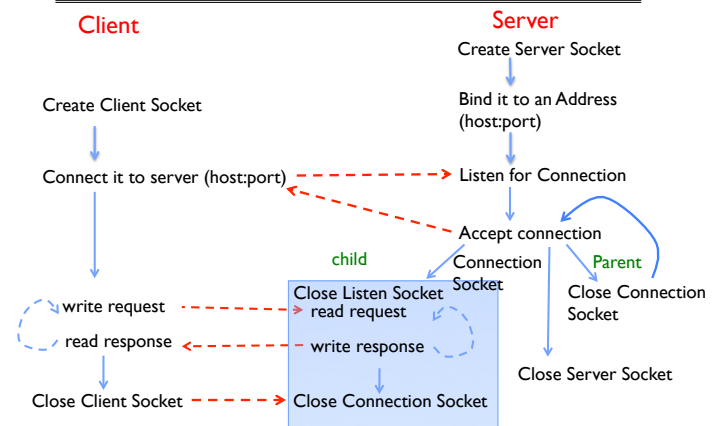 Client
Server
Create Server Socket
Create Client Socket
Bind it to an Address
(host:port)
Connect it to server (host:port)
Listen for Connection
Accept connection
child
Connection
Socket
Parent
Close Connection
Socket
Close Listen Socket
write request
read request
read response
write response
Close Server Socket
Close Client Socket
Close Connection Socket